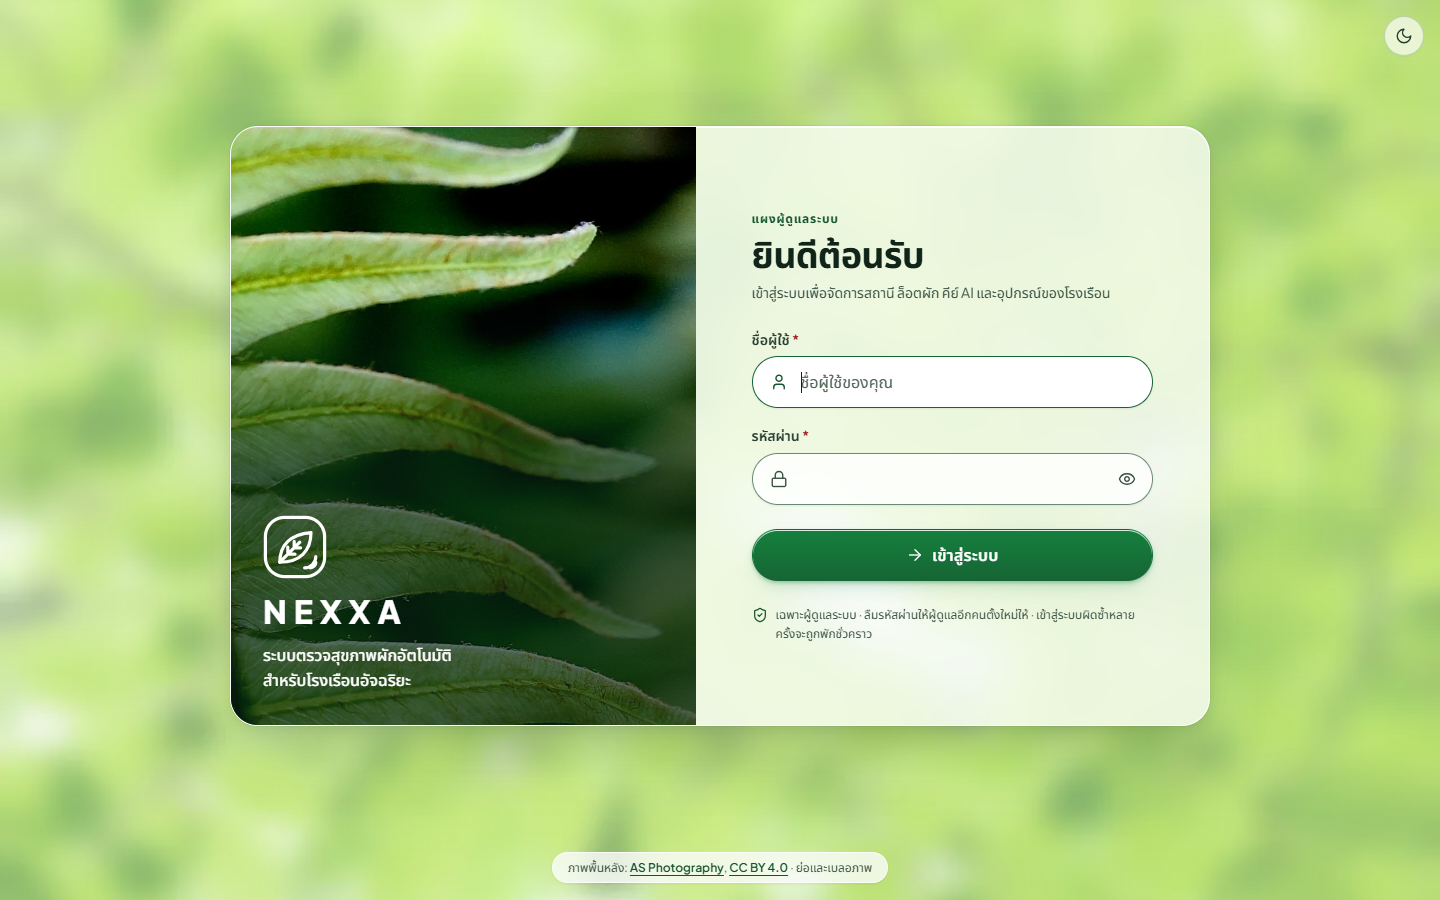 NEXXA
ระบบตรวจสุขภาพผักอัตโนมัติ
สำหรับโรงเรือนอัจฉริยะ
แผงผู้ดูแลระบบ
ยินดีต้อนรับ
เข้าสู่ระบบเพื่อจัดการสถานี ล็อตผัก คีย์ AI และอุปกรณ์ของโรงเรือน
ชื่อผู้ใช้ *
ชื่อผู้ใช้ของคุณ
รหัสผ่าน *
เข้าสู่ระบบ
เฉพาะผู้ดูแลระบบ · ลืมรหัสผ่านให้ผู้ดูแลอีกคนตั้งใหม่ให้ · เข้าสู่ระบบผิดซ้ำหลาย
ครั้งจะถูกพักชั่วคราว
ภาพพื้นหลัง: AS Photography, CC BY 4.0 · ย่อและเบลอภาพ